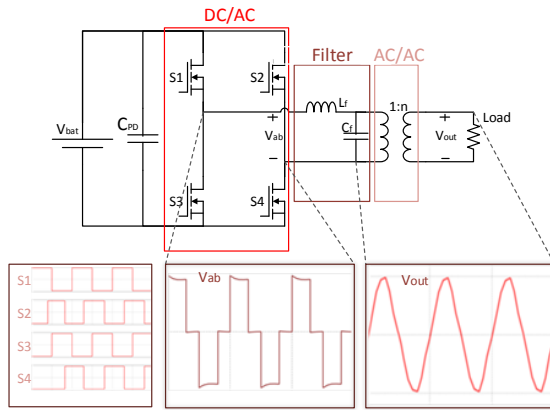 DC/AC
Filter
AC/AC
S1
S2
Lf
1:n
Vbat
CPD
+
Vab
−
Cf
+
Vout
−
Load
S3
S4
S1
S2
S3
S4
Vab
Vout